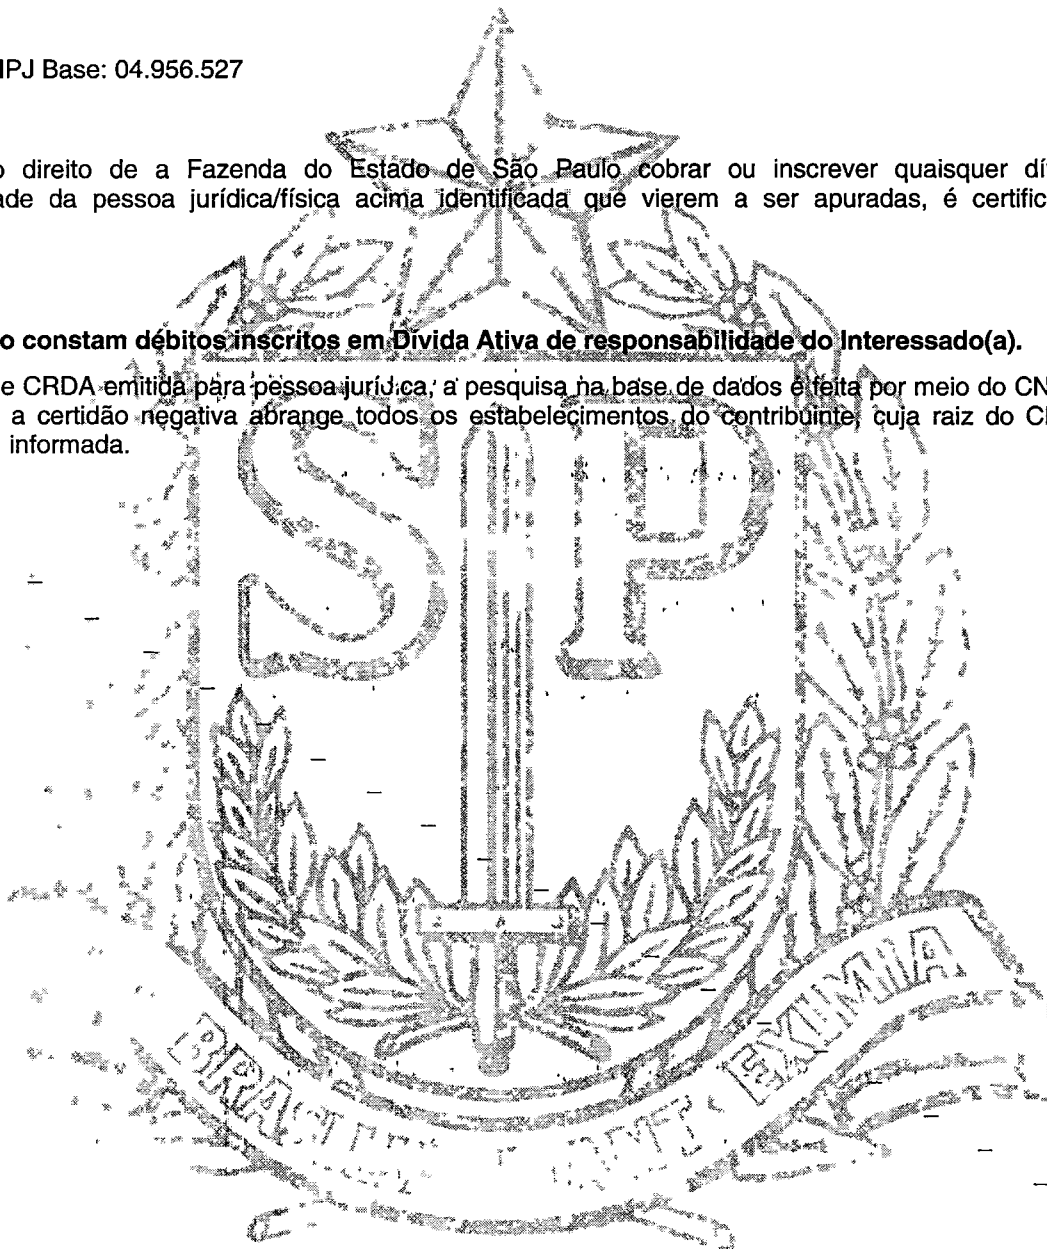 IPJ Base: 04.956.527
o direito de a Fazenda do Estado de São Paulo cobrar ou inscrever quaisquer dí
ade da pessoa jurídica/física acima identificada que vierem a ser apuradas, é certific
o constam débitos inscritos em Dívida Ativa de responsabilidade do Interessado(a).
e CRDA emitida para pessoa jurídica, a pesquisa na base de dados é feita por meio do CN
a certidão negativa abrange todos os estabelecimentos do contribuinte, cuja raiz do C
informada.
SP
EXIMIA